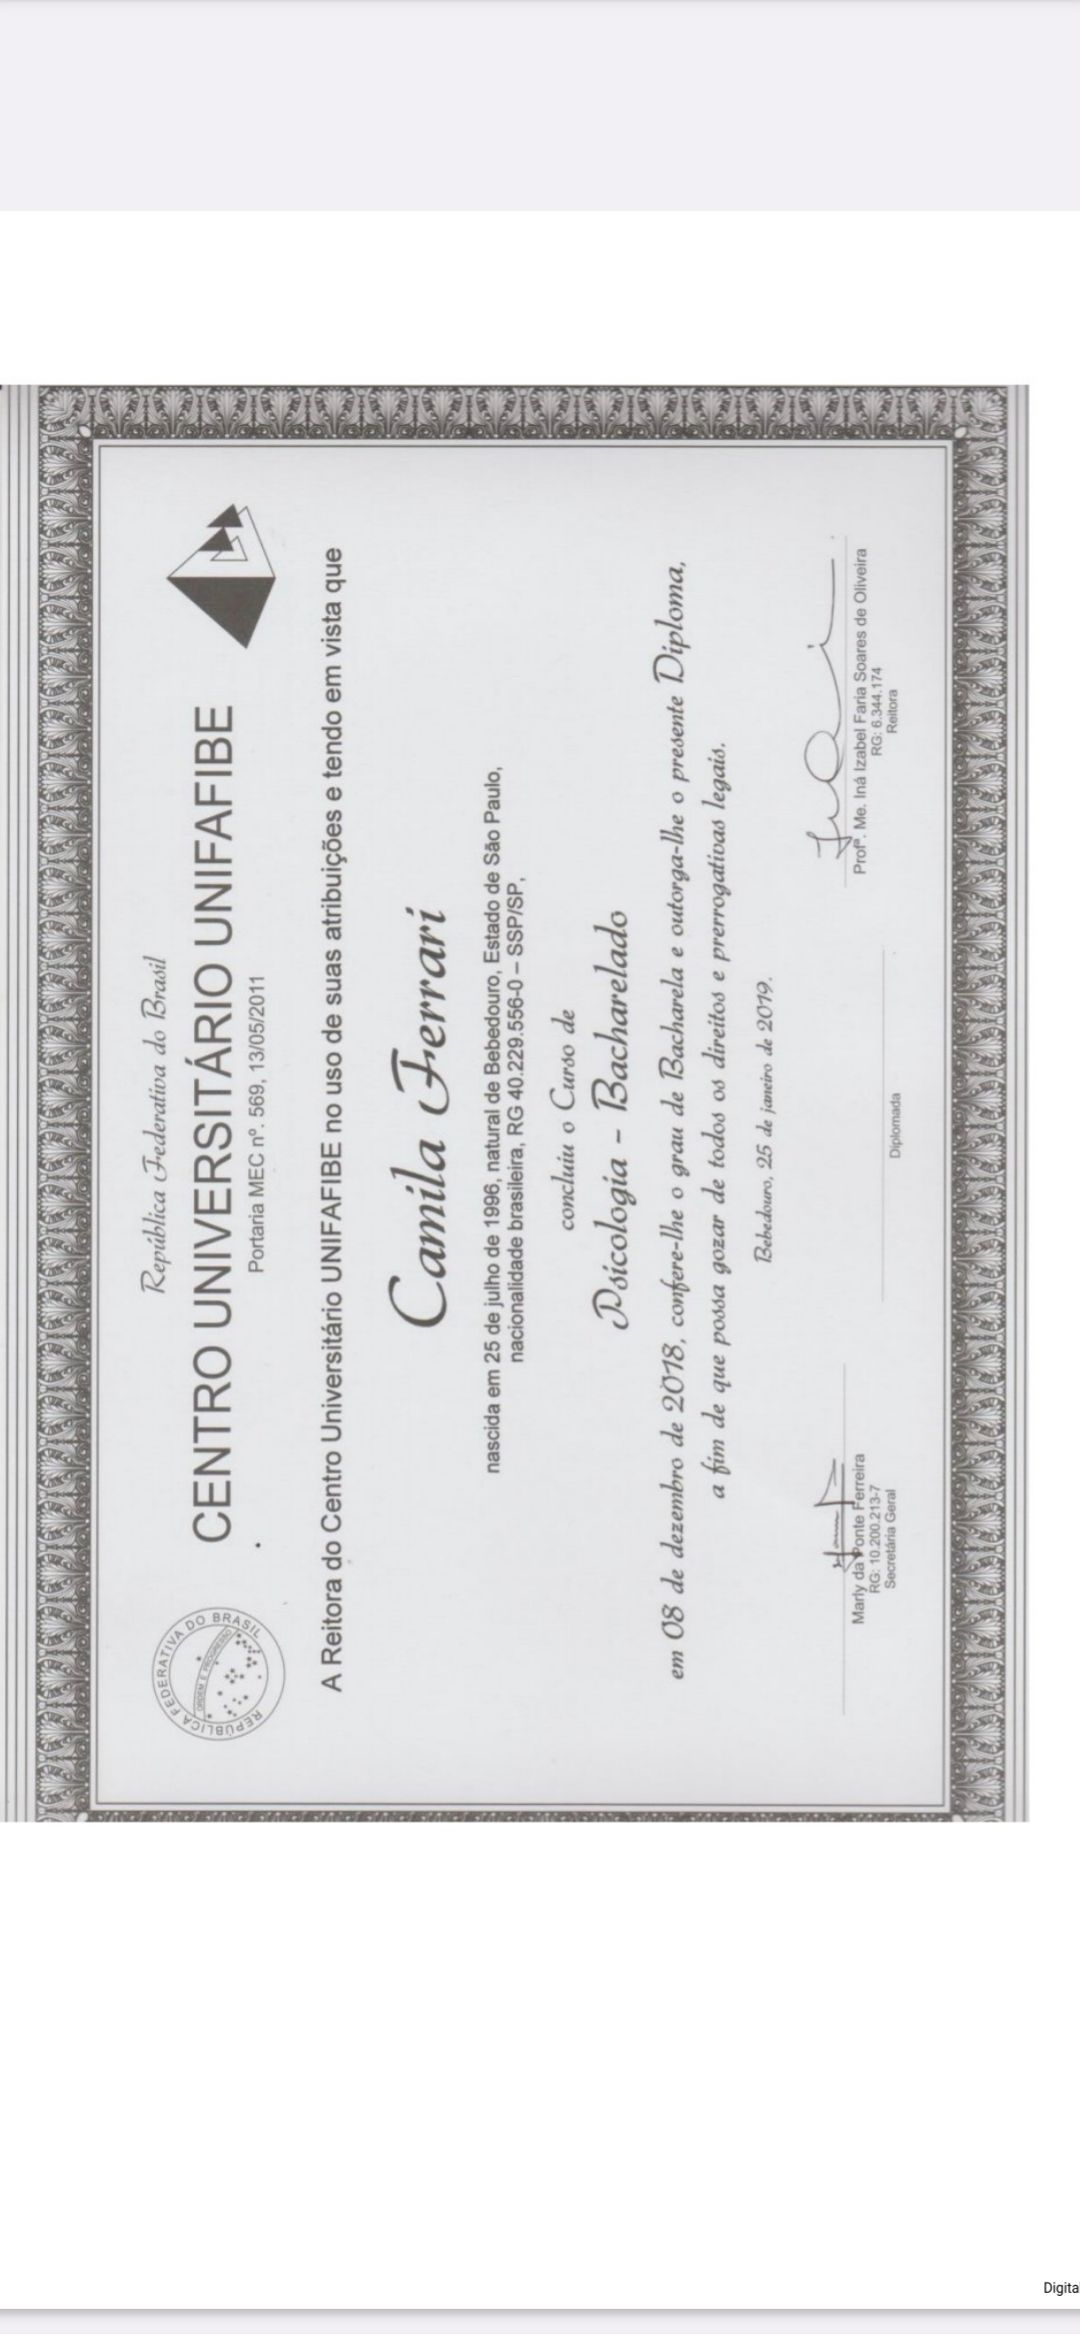 República Federativa do Brasil
CENTRO UNIVERSITÁRIO UNIFAFIBE
Portaria MEC nº. 569, 13/05/2011
REPÚBLICA FEDERATIVA DO BRASIL
ORDEM E PROGRESSO
A Reitora do Centro Universitário UNIFAFIBE no uso de suas atribuições e tendo em vista que
Camila Ferrari
nascida em 25 de julho de 1996, natural de Bebedouro, Estado de São Paulo,
nacionalidade brasileira, RG 40.229.556-0 – SSP/SP,
concluiu o Curso de
Psicologia - Bacharelado
em 08 de dezembro de 2018, confere-lhe o grau de Bacharela e outorga-lhe o presente Diploma,
a fim de que possa gozar de todos os direitos e prerrogativas legais.
Bebedouro, 25 de janeiro de 2019.
Marly da Ponte Ferreira
RG: 10.200.213-7
Secretária Geral
Diplomada
Profª. Me. Iná Izabel Faria Soares de Oliveira
RG: 6.344.174
Reitora
Digita